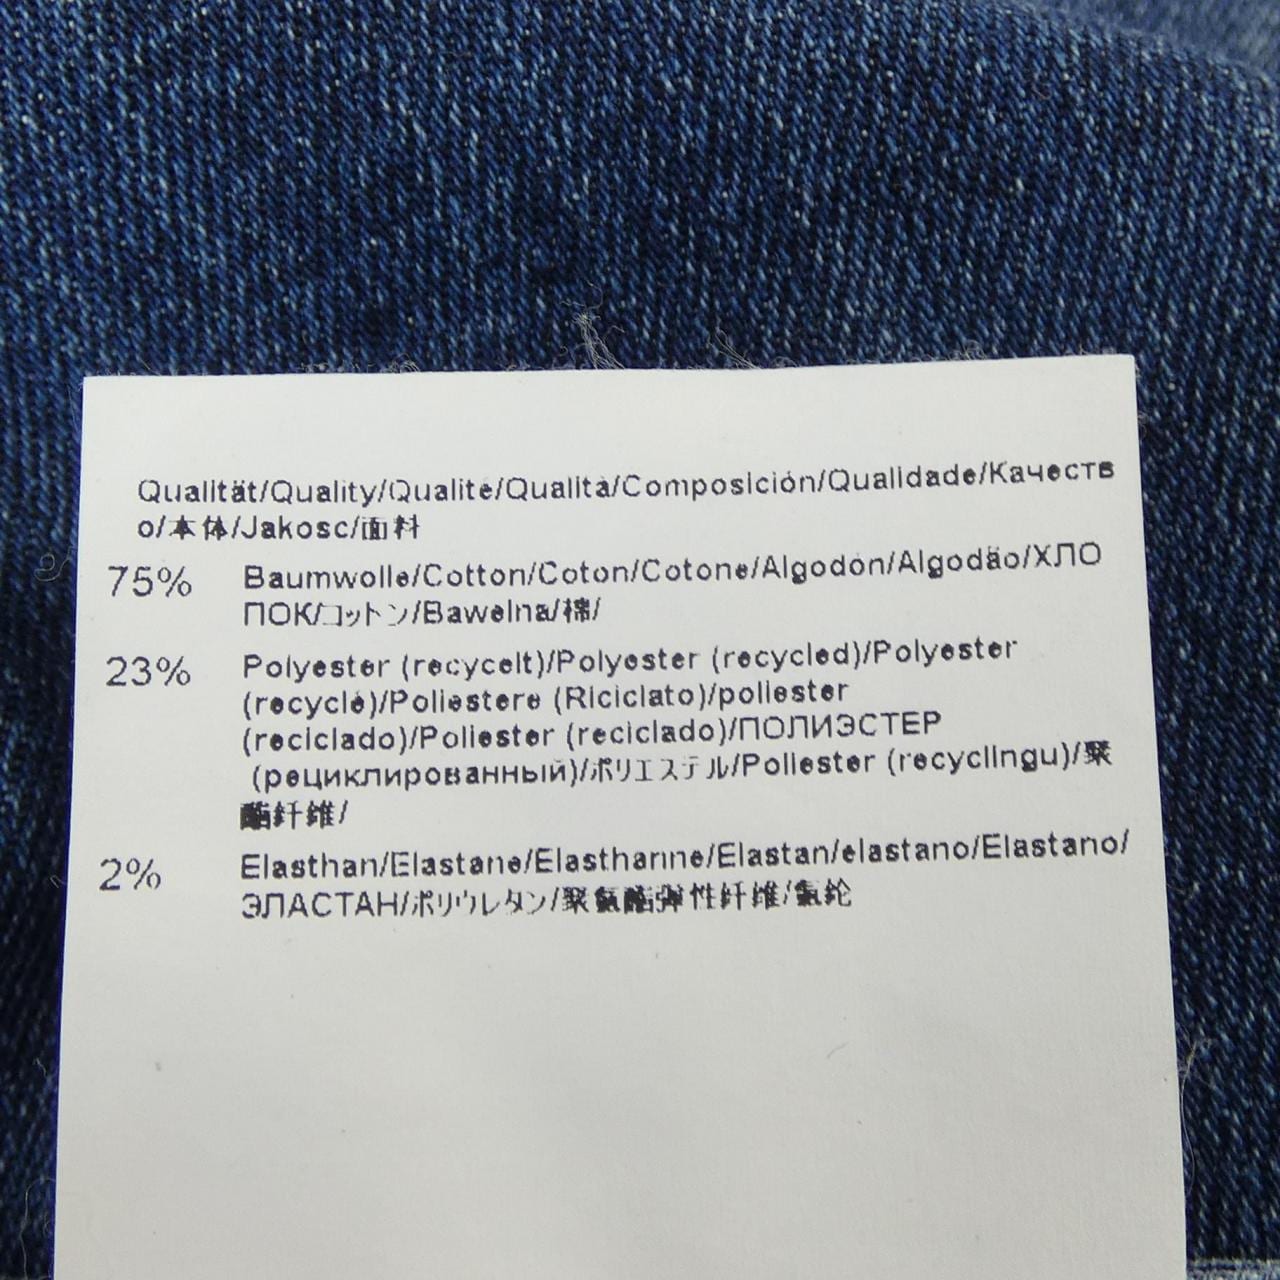 Qualität/Quality/Qualité/Qualità/Composición/Qualidade/Качеств
о/本体/Jakosc/面料
75% Baumwolle/Cotton/Coton/Cotone/Algodón/Algodão/ХЛО
ПОК/コットン/Bawelna/棉/
23% Polyester (recycelt)/Polyester (recycled)/Polyester
(recyclé)/Poliestere (Riciclato)/poliester
(reciclado)/Poliester (reciclado)/ПОЛИЭСТЕР
(рециклированный)/ポリエステル/Poliester (recyclingu)/聚
酯纤维/
2% Elasthan/Elastane/Elasthanne/Elastan/elastano/Elastano/
ЭЛАСТАН/ポリウレタン/聚氨酯弹性纤维/氨纶